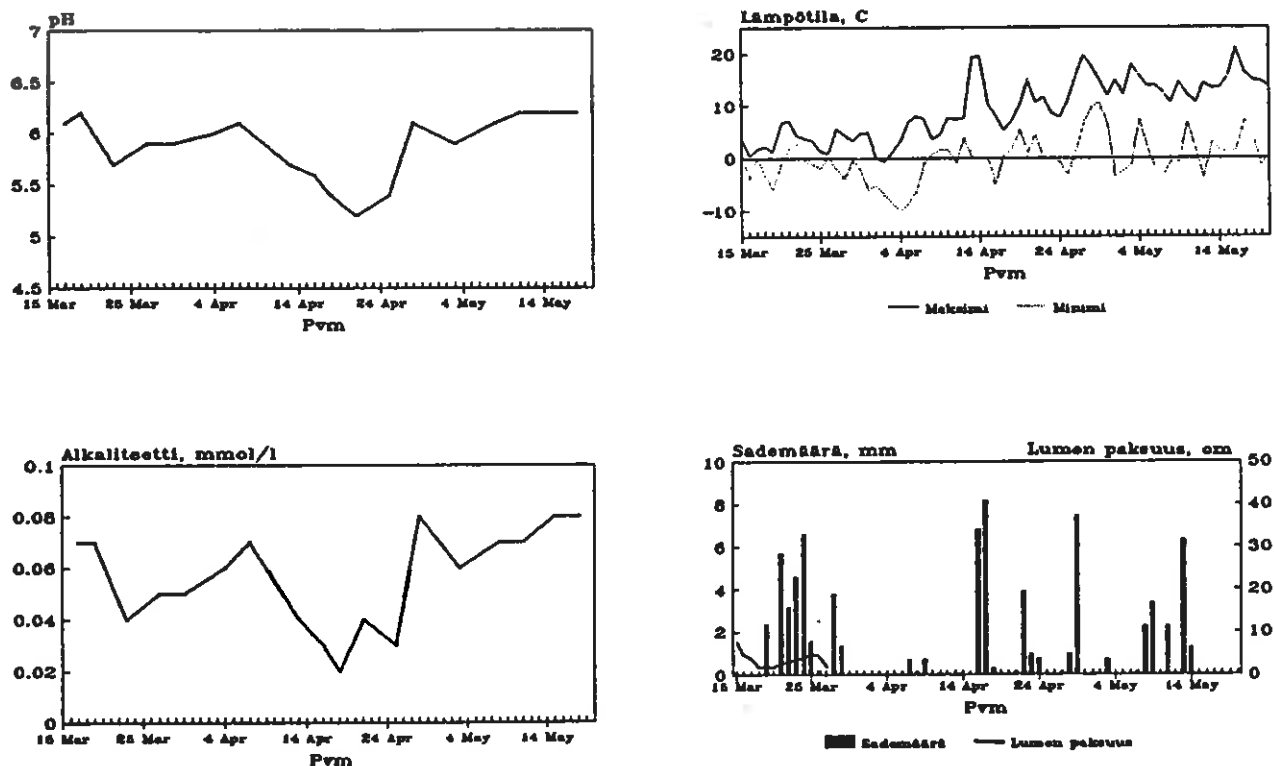 pH
7
6.5
6
5.5
5
4.5
15 Mar 25 Mar 4 Apr 14 Apr 24 Apr 4 May 14 May
Pvm
Lämpötila, C
20
10
0
-10
15 Mar 25 Mar 4 Apr 14 Apr 24 Apr 4 May 14 May
Pvm
Maksimi Minimi
Alkaliteetti, mmol/l
0.1
0.08
0.06
0.04
0.02
0
15 Mar 25 Mar 4 Apr 14 Apr 24 Apr 4 May 14 May
Pvm
Sademäärä, mm Lumen paksuus, cm
10 50
8 40
6 30
4 20
2 10
0 0
15 Mar 25 Mar 4 Apr 14 Apr 24 Apr 4 May 14 May
Pvm
Sademäärä Lumen paksuus